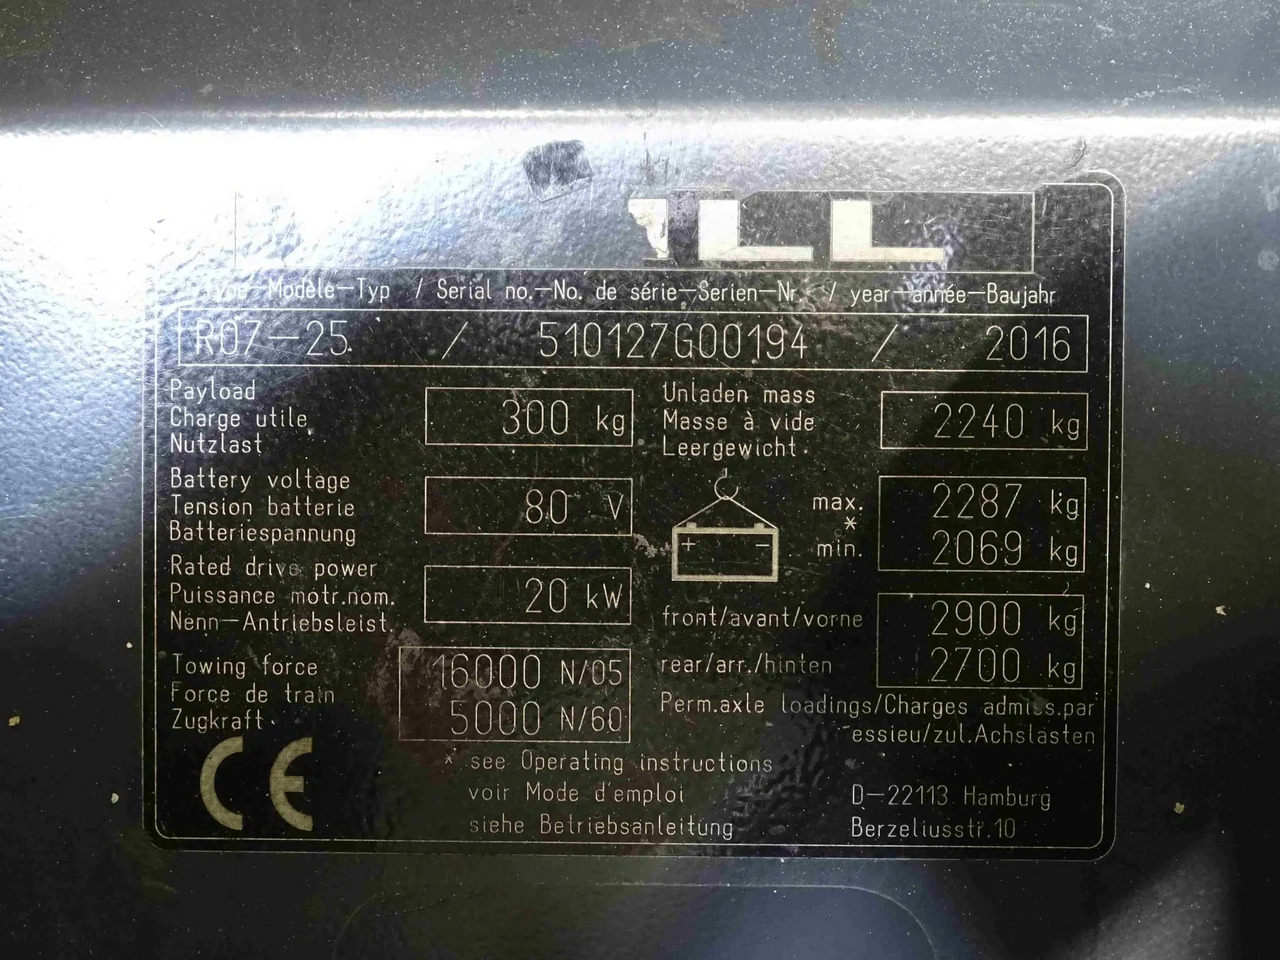 Type–Modèle–Typ / Serial no.–No. de série–Serien–Nr. / year–année–Baujahr
R07–25 / 510127G00194 / 2016
Payload
Charge utile
Nutzlast
300 kg
Unladen mass
Masse à vide
Leergewicht
2240 kg
Battery voltage
Tension batterie
Batteriespannung
80 V
+ –
max. 2287 kg
*
min. 2069 kg
Rated drive power
Puissance motr.nom.
Nenn–Antriebsleist.
20 kW
front/avant/vorne 2900 kg
rear/arr./hinten 2700 kg
Perm.axle loadings/Charges admiss.par
essieu/zul.Achslasten
Towing force
Force de train
Zugkraft
16000 N/05
5000 N/60
CE
* see Operating instructions
voir Mode d'emploi
siehe Betriebsanleitung
D–22113 Hamburg
Berzeliusstr.10